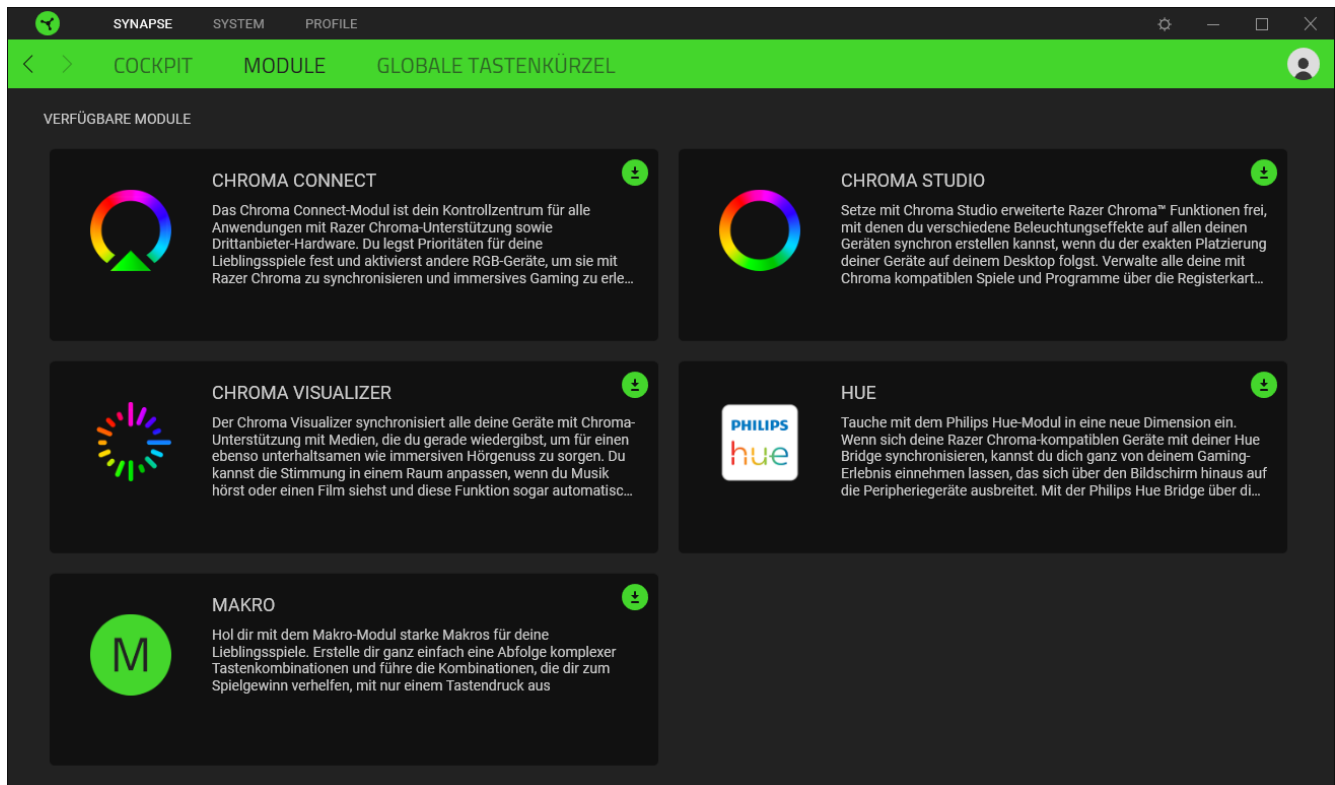 SYNAPSE SYSTEM PROFILE
COCKPIT MODULE GLOBALE TASTENKÜRZEL
VERFÜGBARE MODULE
CHROMA CONNECT
Das Chroma Connect-Modul ist dein Kontrollzentrum für alle
Anwendungen mit Razer Chroma-Unterstützung sowie
Drittanbieter-Hardware. Du legst Prioritäten für deine
Lieblingsspiele fest und aktivierst andere RGB-Geräte, um sie mit
Razer Chroma zu synchronisieren und immersives Gaming zu erle...
CHROMA STUDIO
Setze mit Chroma Studio erweiterte Razer Chroma™ Funktionen frei,
mit denen du verschiedene Beleuchtungseffekte auf allen deinen
Geräten synchron erstellen kannst, wenn du der exakten Platzierung
deiner Geräte auf deinem Desktop folgst. Verwalte alle deine mit
Chroma kompatiblen Spiele und Programme über die Registerkart...
CHROMA VISUALIZER
Der Chroma Visualizer synchronisiert alle deine Geräte mit Chroma-
Unterstützung mit Medien, die du gerade wiedergibst, um für einen
ebenso unterhaltsamen wie immersiven Hörgenuss zu sorgen. Du
kannst die Stimmung in einem Raum anpassen, wenn du Musik
hörst oder einen Film siehst und diese Funktion sogar automatisc...
PHILIPS
hue
HUE
Tauche mit dem Philips Hue-Modul in eine neue Dimension ein.
Wenn sich deine Razer Chroma-kompatiblen Geräte mit deiner Hue
Bridge synchronisieren, kannst du dich ganz von deinem Gaming-
Erlebnis einnehmen lassen, das sich über den Bildschirm hinaus auf
die Peripheriegeräte ausbreitet. Mit der Philips Hue Bridge über di...
M
MAKRO
Hol dir mit dem Makro-Modul starke Makros für deine
Lieblingsspiele. Erstelle dir ganz einfach eine Abfolge komplexer
Tastenkombinationen und führe die Kombinationen, die dir zum
Spielgewinn verhelfen, mit nur einem Tastendruck aus